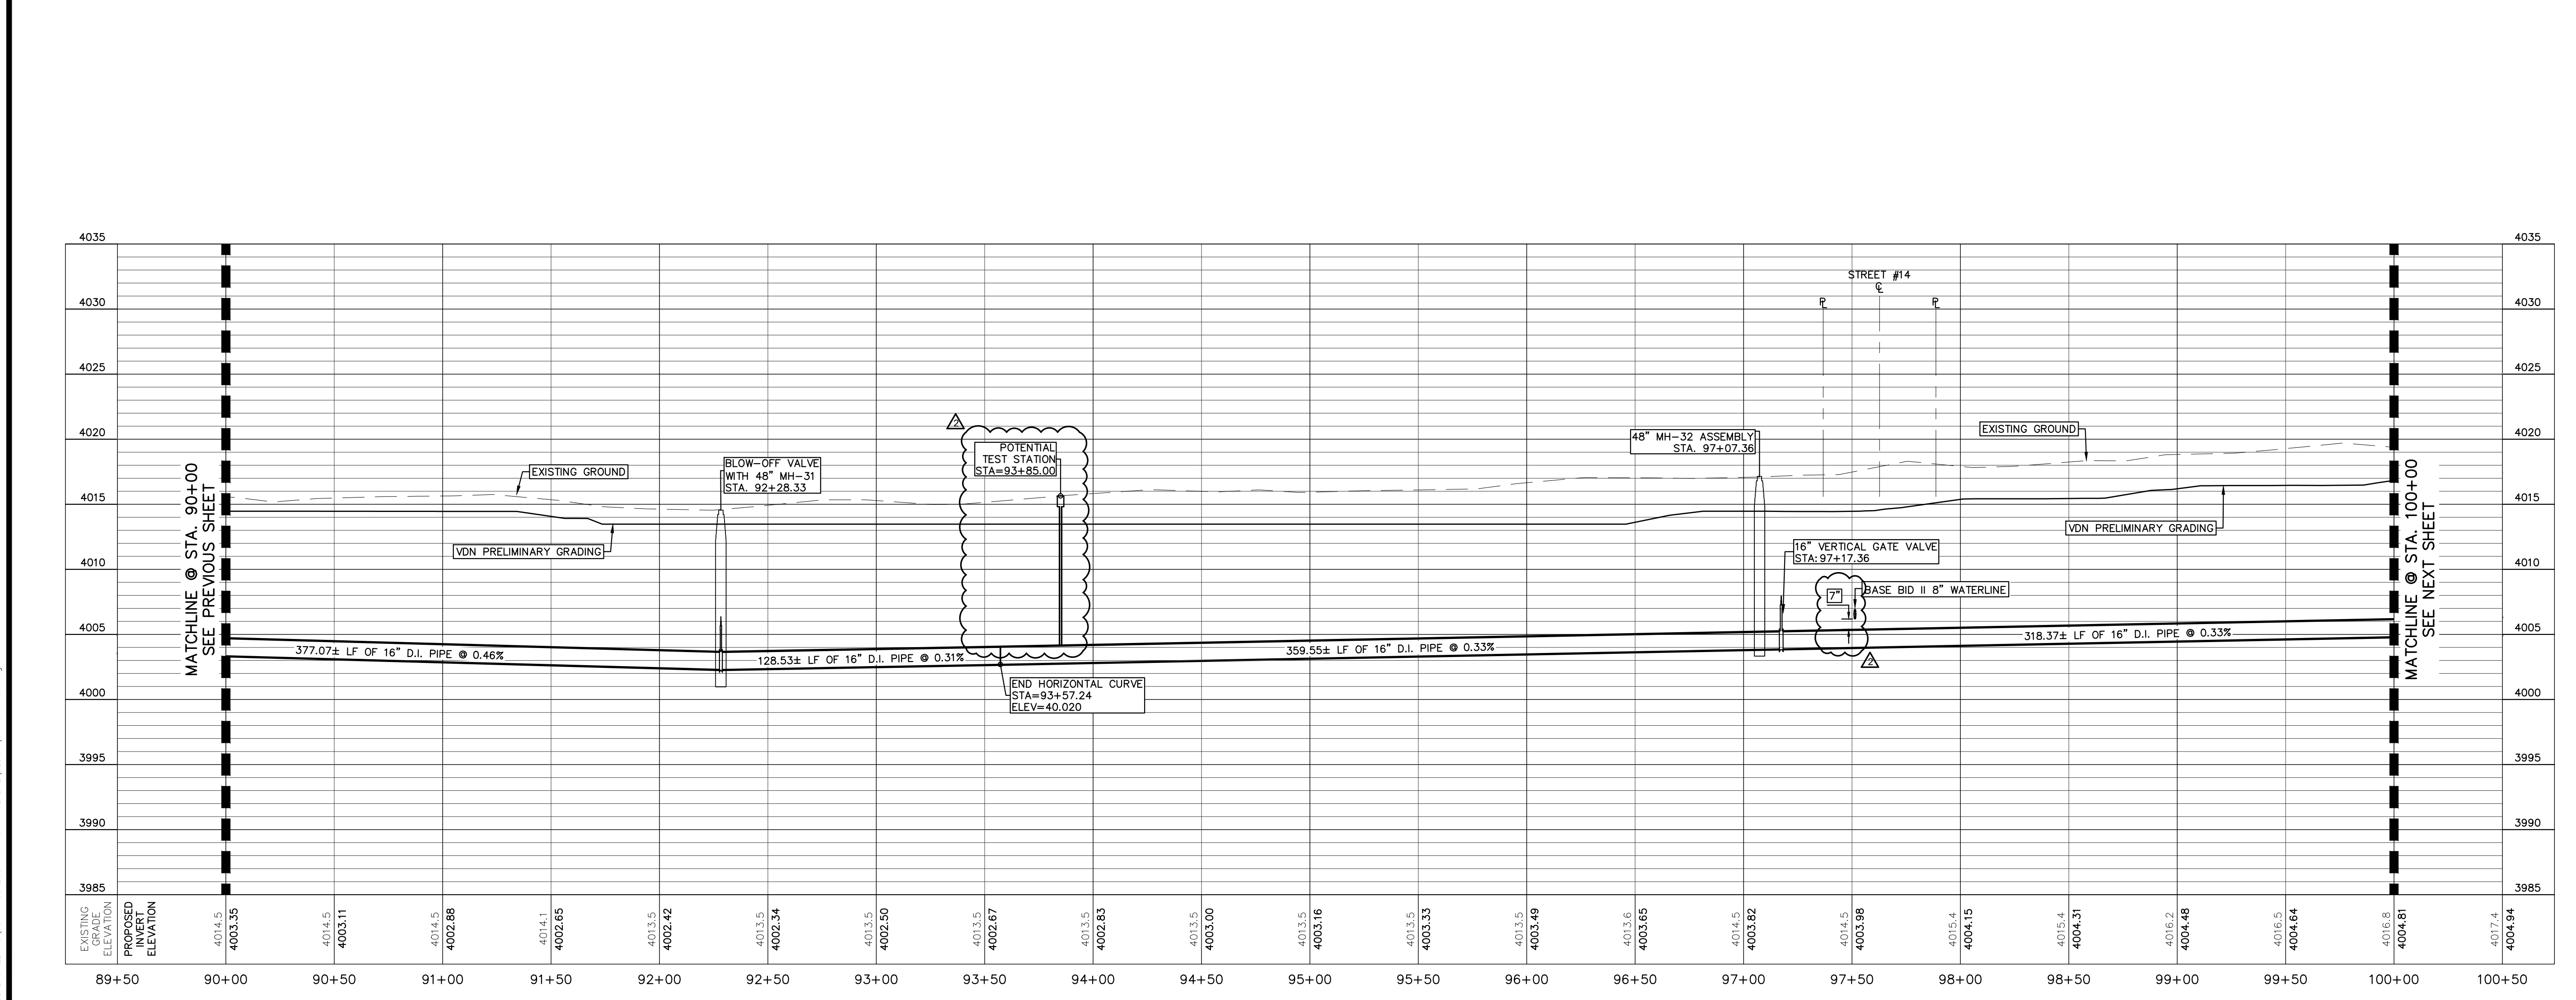 4035
4035
STREET #14
C̲L
4030
P̲L
P̲L
4030
4025
4025
4020
4020
2
POTENTIAL
TEST STATION
STA=93+85.00
48" MH-32 ASSEMBLY
STA. 97+07.36
EXISTING GROUND
MATCHLINE @ STA. 90+00
SEE PREVIOUS SHEET
EXISTING GROUND
BLOW-OFF VALVE
WITH 48" MH-31
STA. 92+28.33
MATCHLINE @ STA. 100+00
SEE NEXT SHEET
4015
4015
VDN PRELIMINARY GRADING
VDN PRELIMINARY GRADING
16" VERTICAL GATE VALVE
STA: 97+17.36
4010
4010
7"
BASE BID II 8" WATERLINE
4005
4005
377.07± LF OF 16" D.I. PIPE @ 0.46%
128.53± LF OF 16" D.I. PIPE @ 0.31%
359.55± LF OF 16" D.I. PIPE @ 0.33%
318.37± LF OF 16" D.I. PIPE @ 0.33%
2
END HORIZONTAL CURVE
STA=93+57.24
ELEV=40.020
4000
4000
3995
3995
3990
3990
3985
3985
EXISTING
GRADE
ELEVATION
PROPOSED
INVERT
ELEVATION
4014.5
4003.35
4014.5
4003.11
4014.5
4002.88
4014.1
4002.65
4013.5
4002.42
4013.5
4002.34
4013.5
4002.50
4013.5
4002.67
4013.5
4002.83
4013.5
4003.00
4013.5
4003.16
4013.5
4003.33
4013.5
4003.49
4013.6
4003.65
4014.5
4003.82
4014.5
4003.98
4015.4
4004.15
4015.4
4004.31
4016.2
4004.48
4016.5
4004.64
4016.8
4004.81
4017.4
4004.94
89+50 90+00 90+50 91+00 91+50 92+00 92+50 93+00 93+50 94+00 94+50 95+00 95+50 96+00 96+50 97+00 97+50 98+00 98+50 99+00 99+50 100+00 100+50